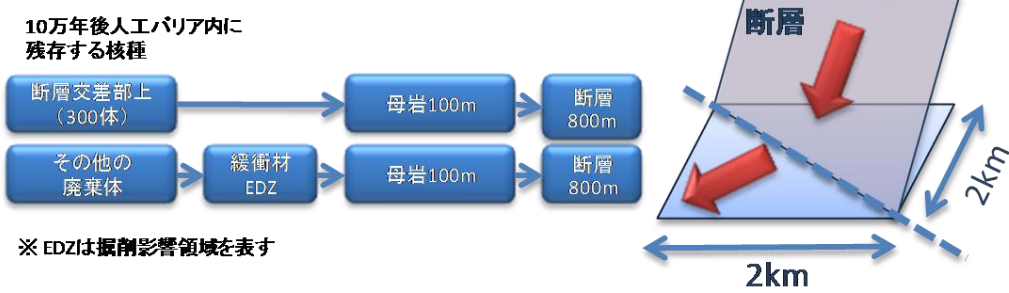 10万年後人工バリア内に
残存する核種
断層交差部上
（300体）
母岩100m
断層
800m
その他の
廃棄体
緩衝材
EDZ
母岩100m
断層
800m
※ EDZは掘削影響領域を表す
断層
2km
2km